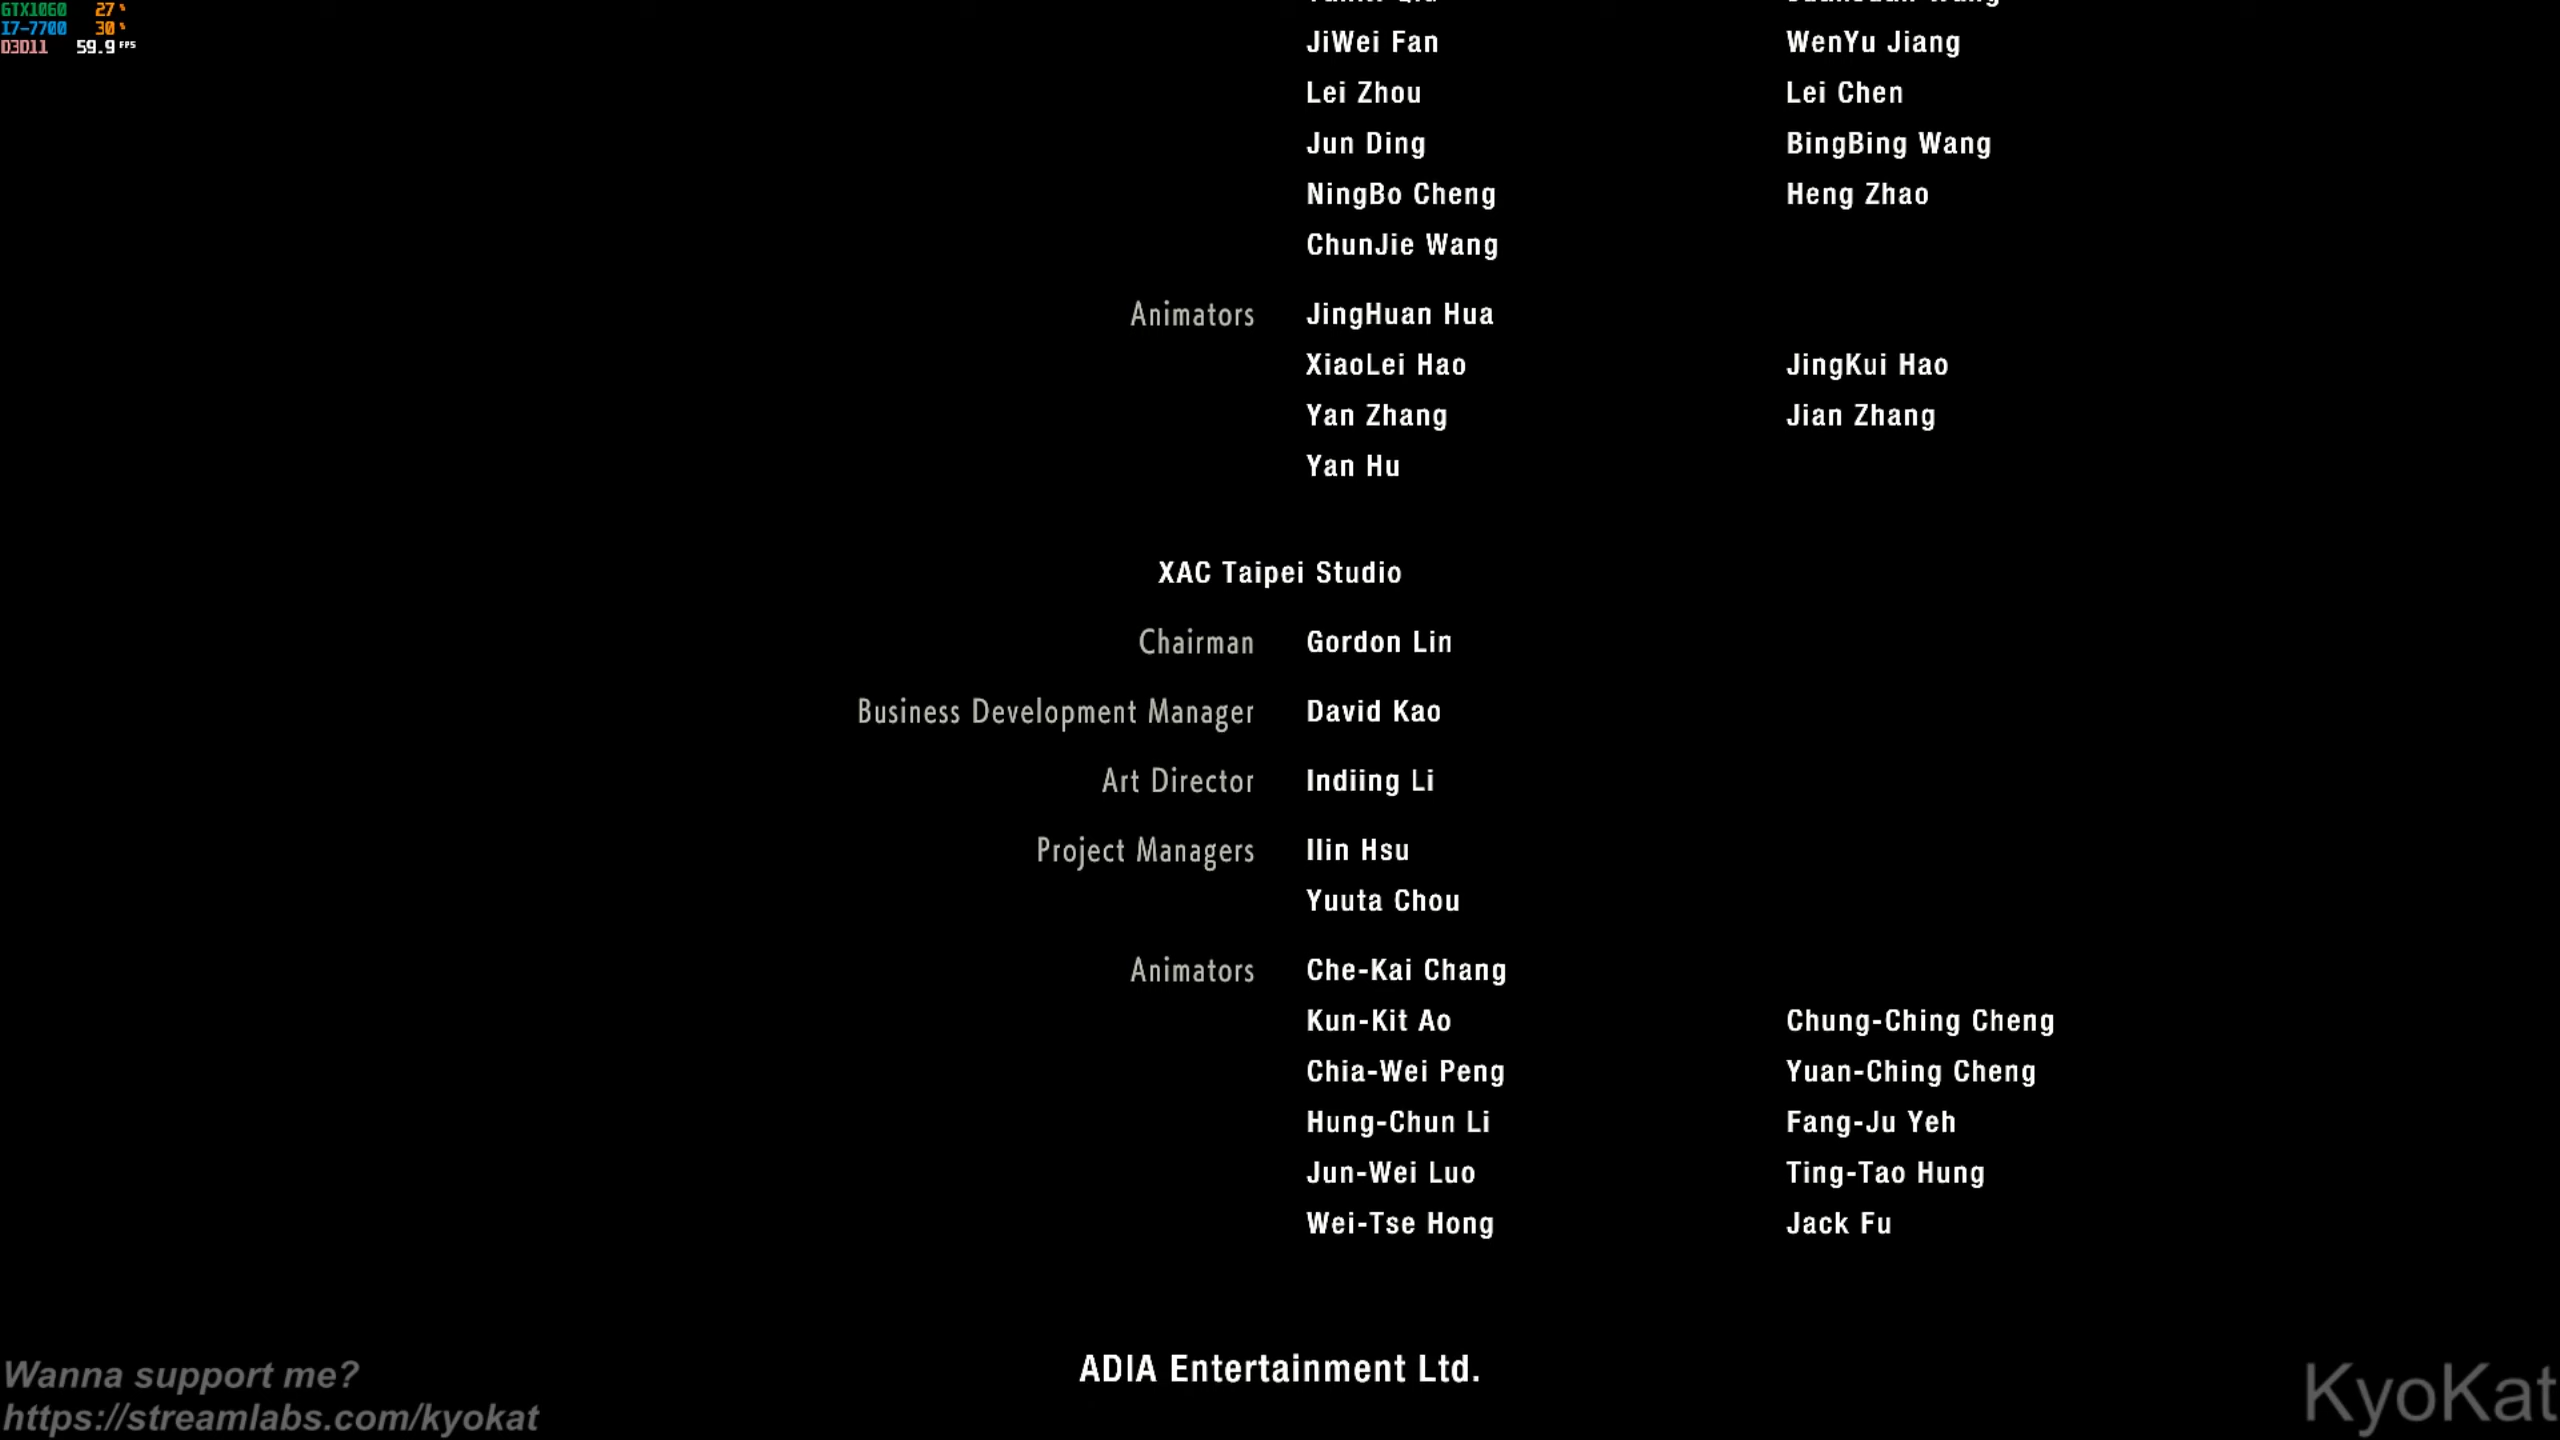 GTX1060 27 %
I7-7700 30 %
D3D11 59.9 FPS
JiWei Fan WenYu Jiang
Lei Zhou Lei Chen
Jun Ding BingBing Wang
NingBo Cheng Heng Zhao
ChunJie Wang
Animators JingHuan Hua
XiaoLei Hao JingKui Hao
Yan Zhang Jian Zhang
Yan Hu
XAC Taipei Studio
Chairman Gordon Lin
Business Development Manager David Kao
Art Director Indiing Li
Project Managers Ilin Hsu
Yuuta Chou
Animators Che-Kai Chang
Kun-Kit Ao Chung-Ching Cheng
Chia-Wei Peng Yuan-Ching Cheng
Hung-Chun Li Fang-Ju Yeh
Jun-Wei Luo Ting-Tao Hung
Wei-Tse Hong Jack Fu
ADIA Entertainment Ltd.
Wanna support me?
https://streamlabs.com/kyokat
KyoKat